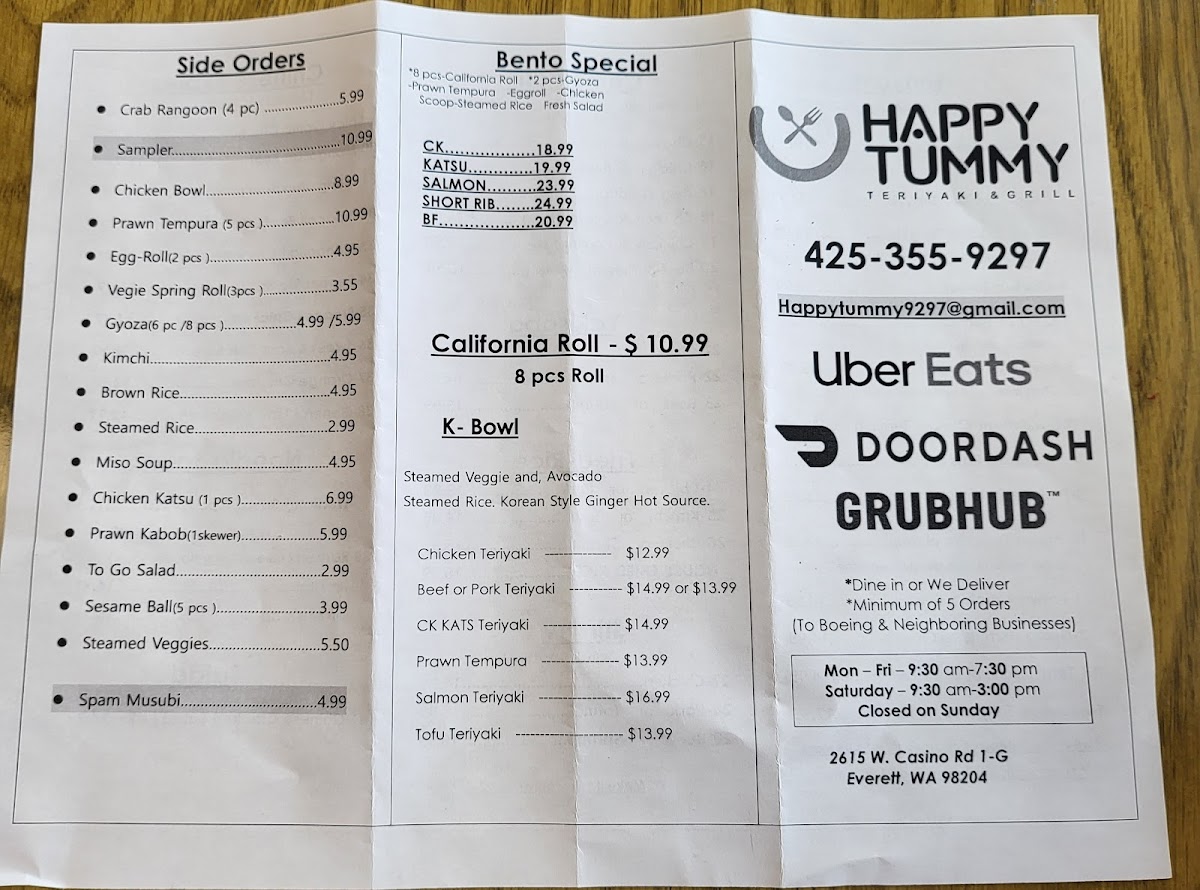 Side Orders
• Crab Rangoon (4 pc) ....................5.99
• Sampler.......................................10.99
• Chicken Bowl..............................8.99
• Prawn Tempura (5 pcs ).................10.99
• Egg-Roll(2 pcs )..............................4.95
• Vegie Spring Roll(3pcs )................3.55
• Gyoza(6 pc /8 pcs )..................4.99 /5.99
• Kimchi..........................................4.95
• Brown Rice...................................4.95
• Steamed Rice...............................2.99
• Miso Soup....................................4.95
• Chicken Katsu (1 pcs )...................6.99
• Prawn Kabob(1skewer)..................5.99
• To Go Salad..................................2.99
• Sesame Ball(5 pcs )........................3.99
• Steamed Veggies..........................5.50
• Spam Musubi................................4.99
Bento Special
*8 pcs-California Roll *2 pcs-Gyoza
-Prawn Tempura -Eggroll -Chicken
Scoop-Steamed Rice Fresh Salad
CK..................18.99
KATSU.............19.99
SALMON..........23.99
SHORT RIB........24.99
BF...................20.99
California Roll - $ 10.99
8 pcs Roll
K- Bowl
Steamed Veggie and, Avocado
Steamed Rice. Korean Style Ginger Hot Source.
Chicken Teriyaki -------------- $12.99
Beef or Pork Teriyaki ----------- $14.99 or $13.99
CK KATS Teriyaki ---------------- $14.99
Prawn Tempura ---------------- $13.99
Salmon Teriyaki ----------------- $16.99
Tofu Teriyaki ---------------------- $13.99
HAPPY
TUMMY
TERIYAKI & GRILL
425-355-9297
Happytummy9297@gmail.com
Uber Eats
DOORDASH
GRUBHUB™
*Dine in or We Deliver
*Minimum of 5 Orders
(To Boeing & Neighboring Businesses)
Mon – Fri – 9:30 am-7:30 pm
Saturday – 9:30 am-3:00 pm
Closed on Sunday
2615 W. Casino Rd 1-G
Everett, WA 98204